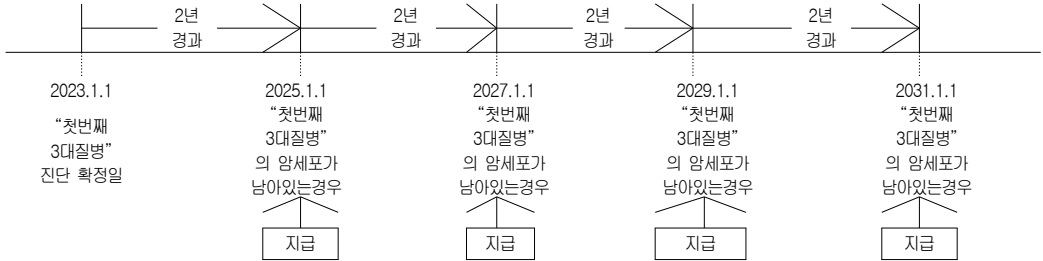 2년
경과
2년
경과
2년
경과
2년
경과
2023.1.1
“첫번째
3대질병”
진단 확정일
2025.1.1
“첫번째
3대질병”
의 암세포가
남아있는경우
2027.1.1
“첫번째
3대질병”
의 암세포가
남아있는경우
2029.1.1
“첫번째
3대질병”
의 암세포가
남아있는경우
2031.1.1
“첫번째
3대질병”
의 암세포가
남아있는경우
지급
지급
지급
지급